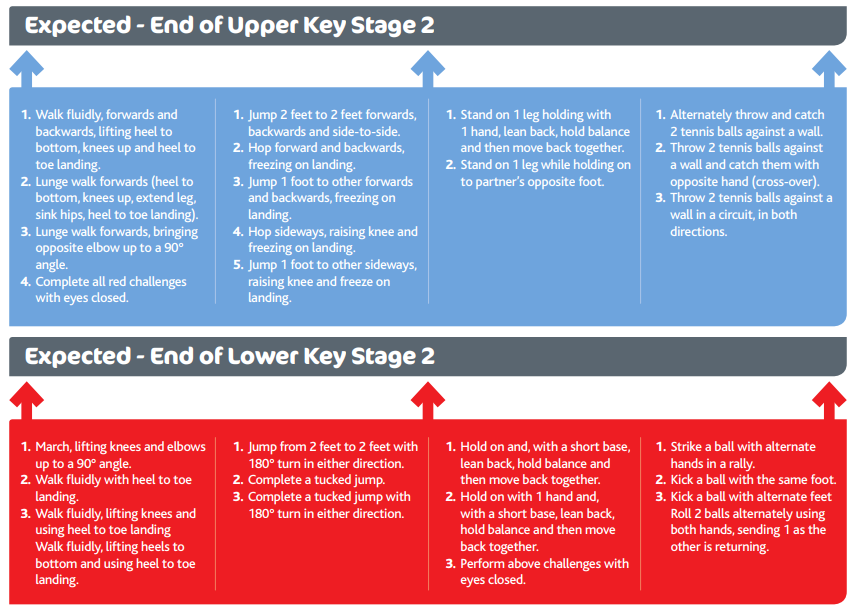 Expected - End of Upper Key Stage 2
1. Walk fluidly, forwards and
backwards, lifting heel to
bottom, knees up and heel to
toe landing.
2. Lunge walk forwards (heel to
bottom, knees up, extend leg,
sink hips, heel to toe landing).
3. Lunge walk forwards, bringing
opposite elbow up to a 90°
angle.
4. Complete all red challenges
with eyes closed.
1. Jump 2 feet to 2 feet forwards,
backwards and side-to-side.
2. Hop forward and backwards,
freezing on landing.
3. Jump 1 foot to other forwards
and backwards, freezing on
landing.
4. Hop sideways, raising knee and
freezing on landing.
5. Jump 1 foot to other sideways,
raising knee and freeze on
landing.
1. Stand on 1 leg holding with
1 hand, lean back, hold balance
and then move back together.
2. Stand on 1 leg while holding on
to partner's opposite foot.
1. Alternately throw and catch
2 tennis balls against a wall.
2. Throw 2 tennis balls against
a wall and catch them with
opposite hand (cross-over).
3. Throw 2 tennis balls against a
wall in a circuit, in both
directions.
Expected - End of Lower Key Stage 2
1. March, lifting knees and elbows
up to a 90° angle.
2. Walk fluidly with heel to toe
landing.
3. Walk fluidly, lifting knees and
using heel to toe landing
Walk fluidly, lifting heels to
bottom and using heel to toe
landing.
1. Jump from 2 feet to 2 feet with
180° turn in either direction.
2. Complete a tucked jump.
3. Complete a tucked jump with
180° turn in either direction.
1. Hold on and, with a short base,
lean back, hold balance and
then move back together.
2. Hold on with 1 hand and,
with a short base, lean back,
hold balance and then move
back together.
3. Perform above challenges with
eyes closed.
1. Strike a ball with alternate
hands in a rally.
2. Kick a ball with the same foot.
3. Kick a ball with alternate feet
Roll 2 balls alternately using
both hands, sending 1 as the
other is returning.